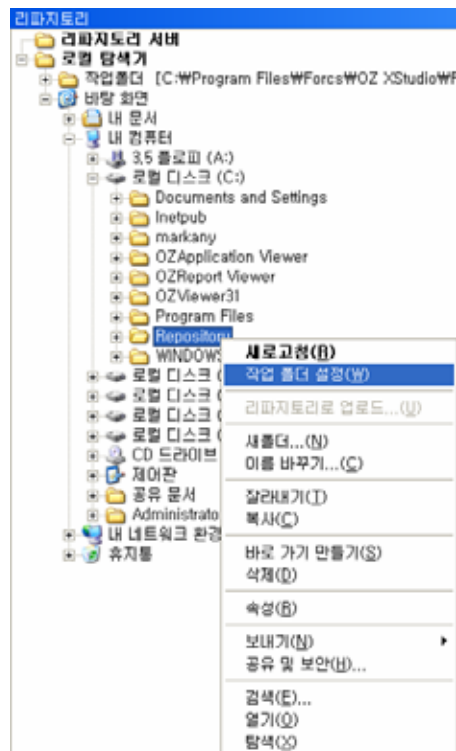 리파지토리
리파지토리 서버
로컬 탐색기
작업폴더 [C:₩Program Files₩Forcs₩OZ XStudio₩F
바탕 화면
내 문서
내 컴퓨터
3,5 플로피 (A:)
로컬 디스크 (C:)
Documents and Settings
Inetpub
markany
OZApplication Viewer
OZReport Viewer
OZViewer31
Program Files
Repository
WINDOWS
로컬 디스크 (
로컬 디스크 (
로컬 디스크 (
로컬 디스크 (
CD 드라이브
제어판
공유 문서
Administrato
내 네트워크 환경
휴지통
새로고침(R)
작업 폴더 설정(W)
리파지토리로 업로드...(U)
새폴더...(N)
이름 바꾸기...(C)
잘라내기(T)
복사(C)
바로 가기 만들기(S)
삭제(D)
속성(R)
보내기(N)
공유 및 보안(H)...
검색(E)...
열기(O)
탐색(X)